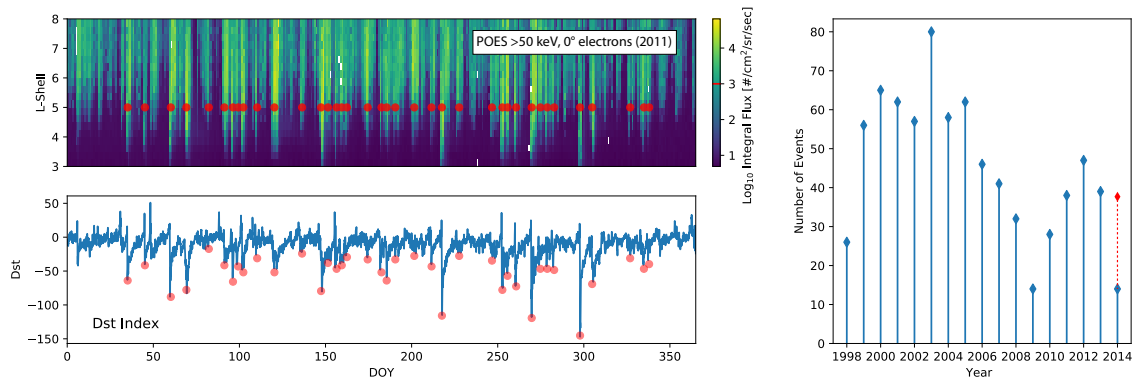 8
7
6
5
4
3
L-Shell
POES >50 keV, 0° electrons (2011)
4
3
2
1
Log₁₀ Integral Flux [#/cm²/sr/sec]
50
0
−50
−100
−150
Dst
Dst Index
0 50 100 150 200 250 300 350
DOY
80
70
60
50
40
30
20
10
0
Number of Events
1998 2000 2002 2004 2006 2008 2010 2012 2014
Year